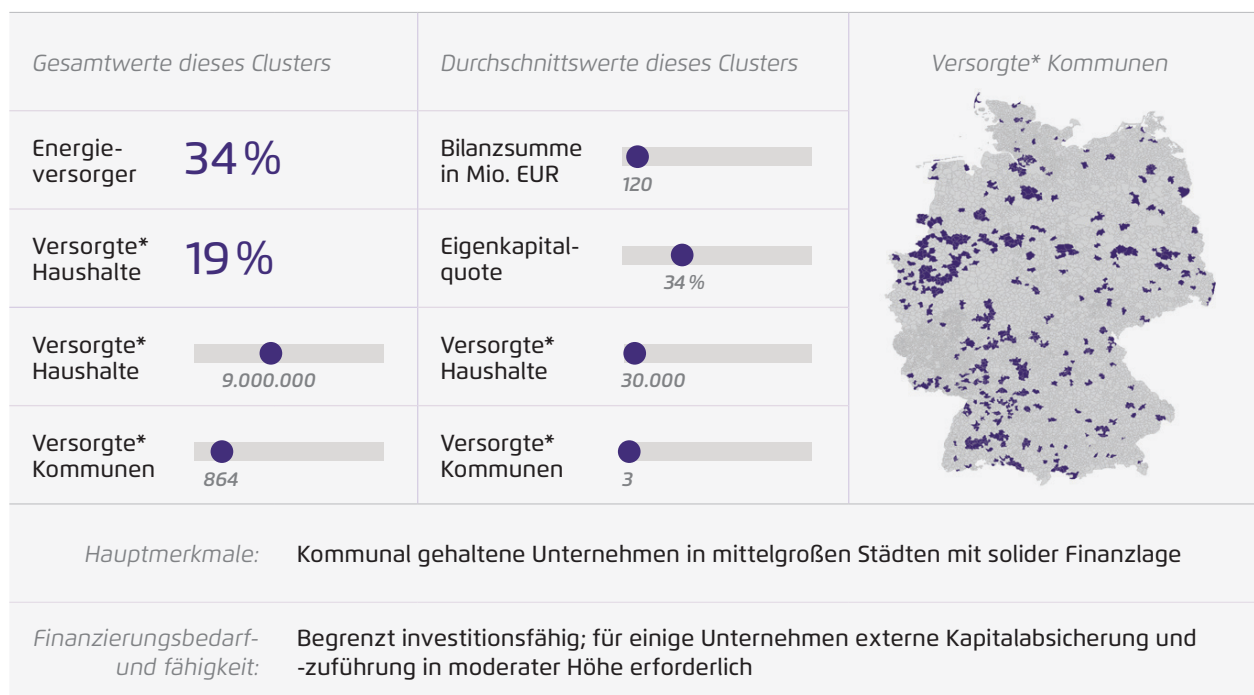 Gesamtwerte dieses Clusters
Energie-
versorger
34 %
Versorgte*
Haushalte
19 %
Versorgte*
Haushalte
9.000.000
Versorgte*
Kommunen
864
Durchschnittswerte dieses Clusters
Bilanzsumme
in Mio. EUR
120
Eigenkapital-
quote
34 %
Versorgte*
Haushalte
30.000
Versorgte*
Kommunen
3
Versorgte* Kommunen
Hauptmerkmale:
Kommunal gehaltene Unternehmen in mittelgroßen Städten mit solider Finanzlage
Finanzierungsbedarf-
und fähigkeit:
Begrenzt investitionsfähig; für einige Unternehmen externe Kapitalabsicherung und
-zuführung in moderater Höhe erforderlich